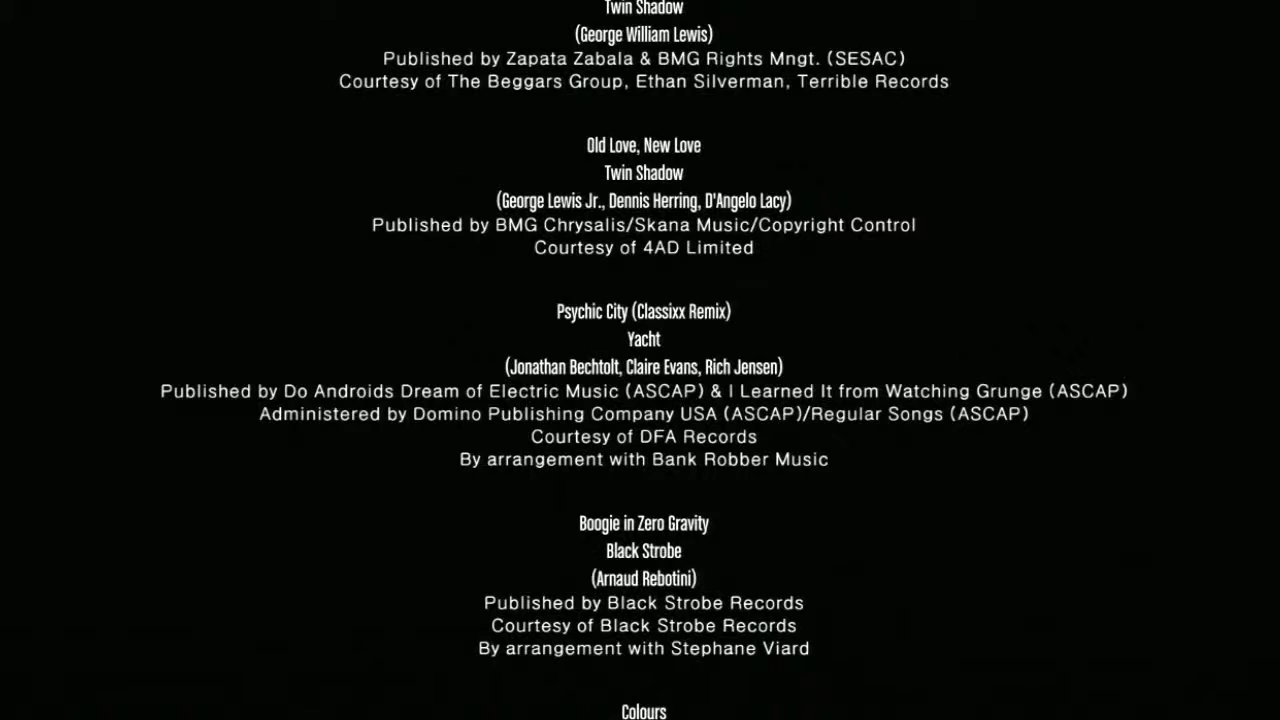 Twin Shadow
(George William Lewis)
Published by Zapata Zabala & BMG Rights Mngt. (SESAC)
Courtesy of The Beggars Group, Ethan Silverman, Terrible Records
Old Love, New Love
Twin Shadow
(George Lewis Jr., Dennis Herring, D'Angelo Lacy)
Published by BMG Chrysalis/Skana Music/Copyright Control
Courtesy of 4AD Limited
Psychic City (Classixx Remix)
Yacht
(Jonathan Bechtolt, Claire Evans, Rich Jensen)
Published by Do Androids Dream of Electric Music (ASCAP) & I Learned It from Watching Grunge (ASCAP)
Administered by Domino Publishing Company USA (ASCAP)/Regular Songs (ASCAP)
Courtesy of DFA Records
By arrangement with Bank Robber Music
Boogie in Zero Gravity
Black Strobe
(Arnaud Rebotini)
Published by Black Strobe Records
Courtesy of Black Strobe Records
By arrangement with Stephane Viard
Colours